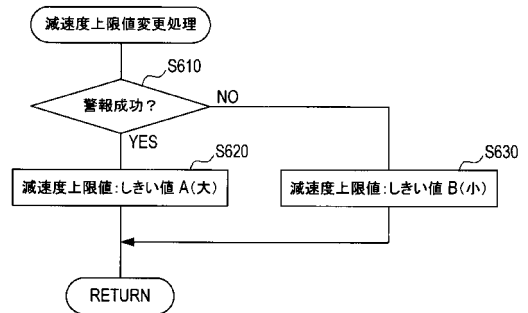 減速度上限値変更処理
S610
警報成功？
NO
YES
S620
減速度上限値：しきい値 A（大）
S630
減速度上限値：しきい値 B（小）
RETURN